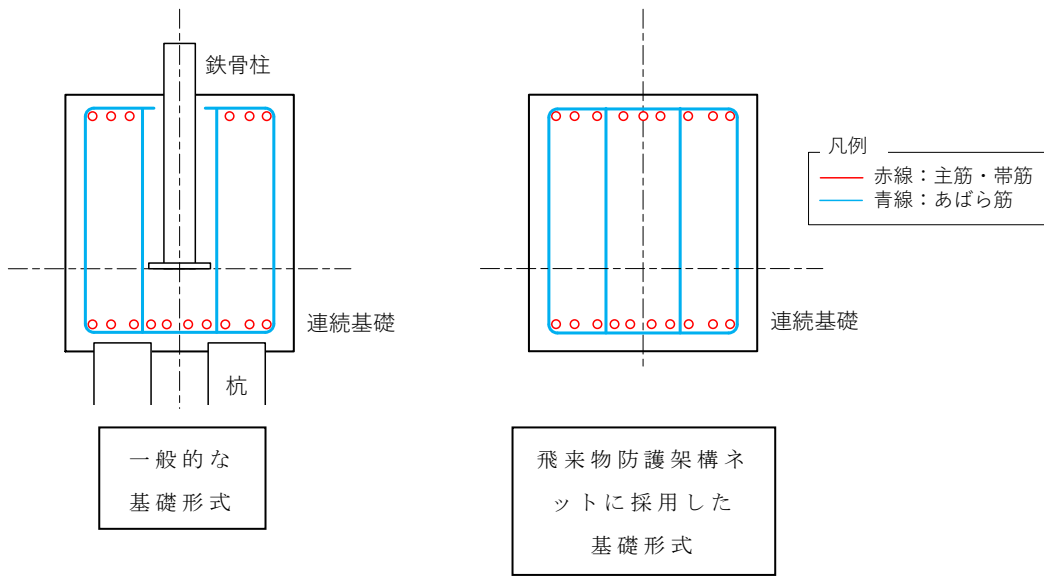 鉄骨柱
連続基礎
杭
一般的な
基礎形式
連続基礎
飛来物防護架構ネ
ットに採用した
基礎形式
凡例
赤線：主筋・帯筋
青線：あばら筋